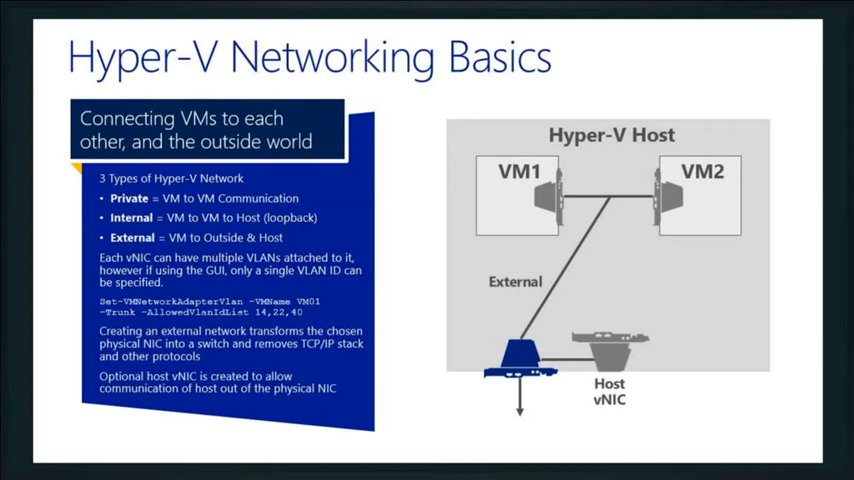 Hyper-V Networking Basics
Connecting VMs to each
other, and the outside world
3 Types of Hyper-V Network
• Private = VM to VM Communication
• Internal = VM to VM to Host (loopback)
• External = VM to Outside & Host
Each vNIC can have multiple VLANs attached to it,
however if using the GUI, only a single VLAN ID can
be specified.
Set-VMNetworkAdapterVlan –VMName VM01
–Trunk –AllowedVlanIdList 14,22,40
Creating an external network transforms the chosen
physical NIC into a switch and removes TCP/IP stack
and other protocols
Optional host vNIC is created to allow
communication of host out of the physical NIC
Hyper-V Host
VM1
VM2
External
Host
vNIC